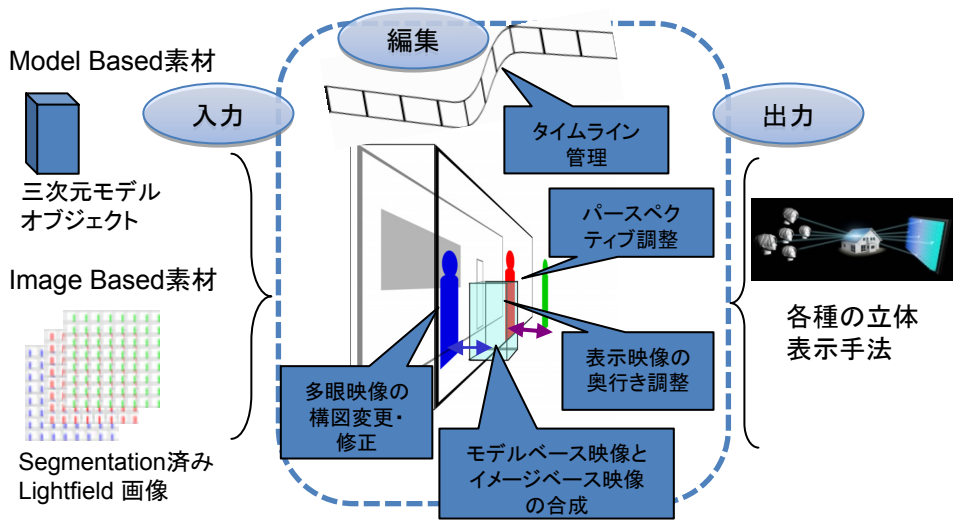 編集
Model Based素材
入力
出力
タイムライン
管理
三次元モデル
オブジェクト
パースペク
ティブ調整
Image Based素材
各種の立体
表示手法
表示映像の
奥行き調整
多眼映像の
構図変更・
修正
モデルベース映像と
イメージベース映像
の合成
Segmentation済み
Lightfield 画像